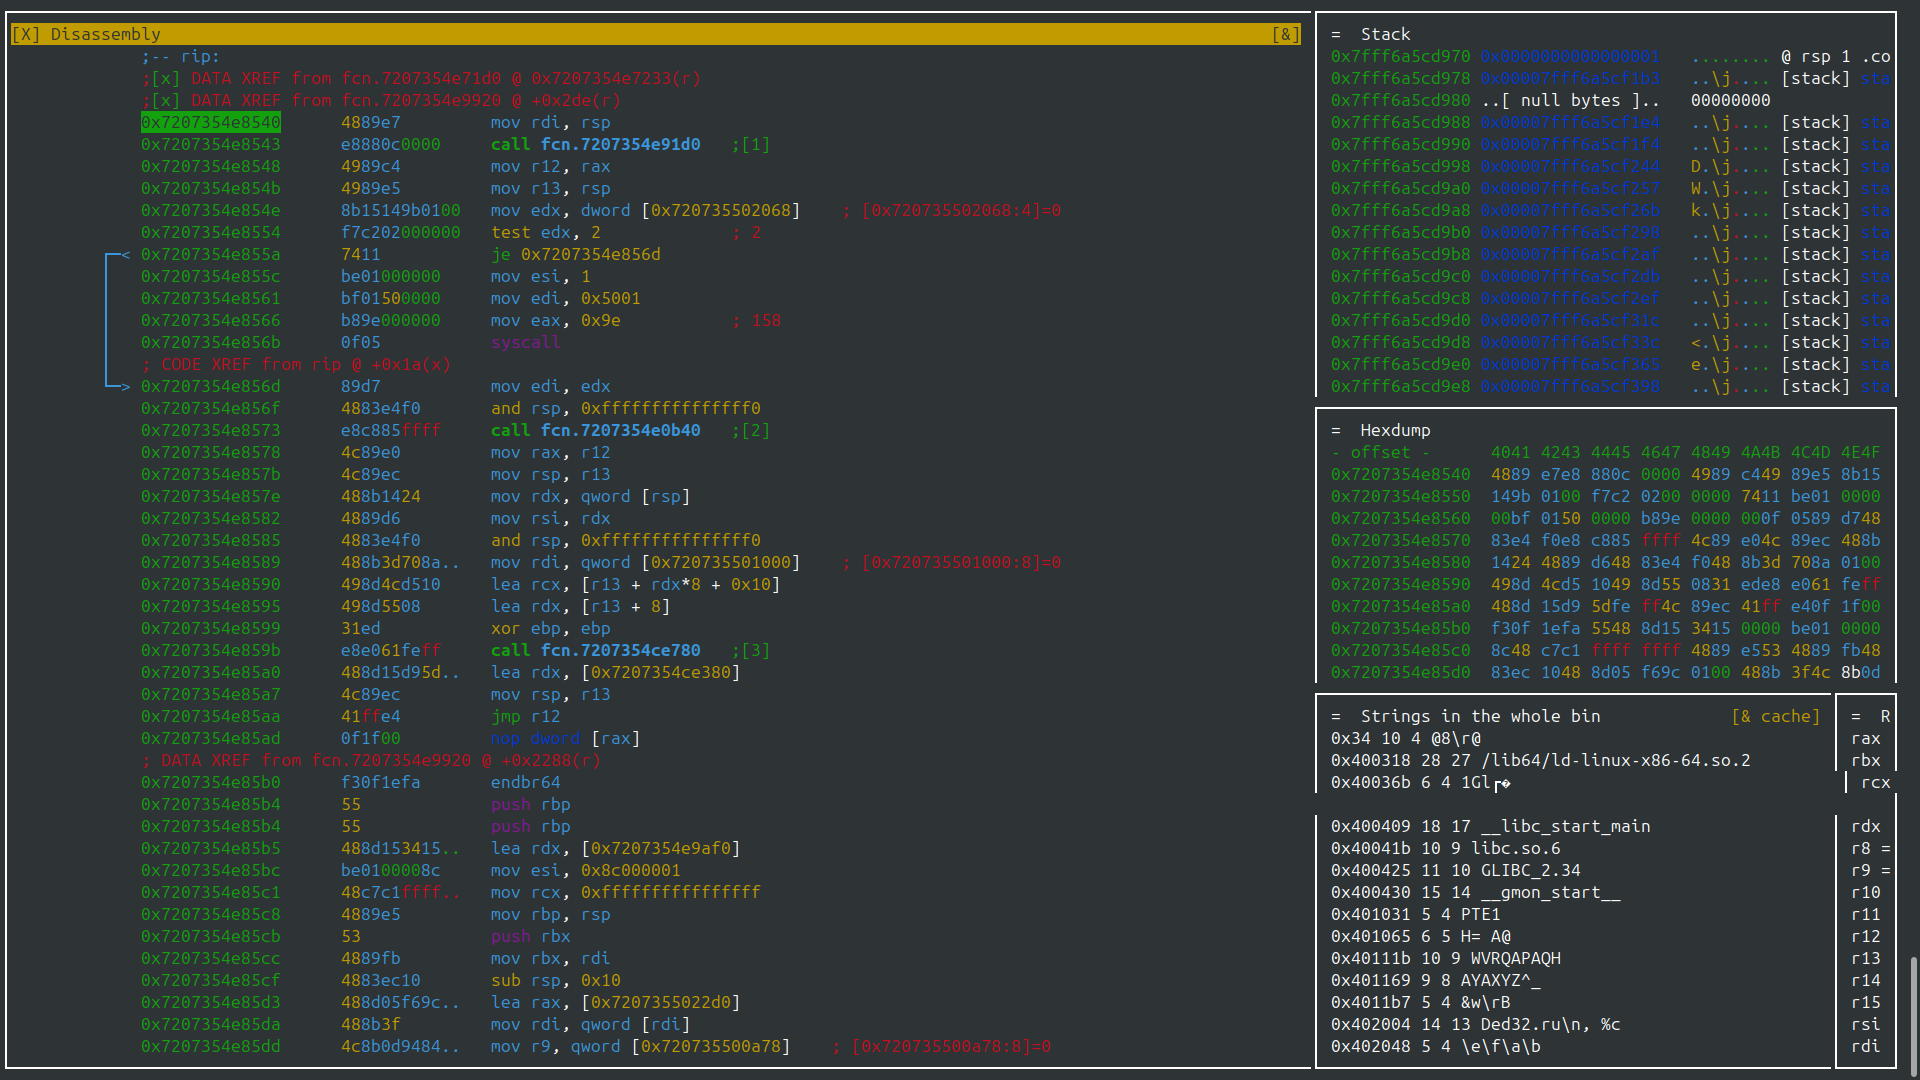 [X] Disassembly [&]
;-- rip:
;[x] DATA XREF from fcn.7207354e71d0 @ 0x7207354e7233(r)
;[x] DATA XREF from fcn.7207354e9920 @ +0x2de(r)
0x7207354e8540 4889e7 mov rdi, rsp
0x7207354e8543 e8880c0000 call fcn.7207354e91d0 ;[1]
0x7207354e8548 4989c4 mov r12, rax
0x7207354e854b 4989e5 mov r13, rsp
0x7207354e854e 8b15149b0100 mov edx, dword [0x720735502068] ; [0x720735502068:4]=0
0x7207354e8554 f7c202000000 test edx, 2 ; 2
< 0x7207354e855a 7411 je 0x7207354e856d
0x7207354e855c be01000000 mov esi, 1
0x7207354e8561 bf01500000 mov edi, 0x5001
0x7207354e8566 b89e000000 mov eax, 0x9e ; 158
0x7207354e856b 0f05 syscall
; CODE XREF from rip @ +0x1a(x)
> 0x7207354e856d 89d7 mov edi, edx
0x7207354e856f 4883e4f0 and rsp, 0xfffffffffffffff0
0x7207354e8573 e8c885ffff call fcn.7207354e0b40 ;[2]
0x7207354e8578 4c89e0 mov rax, r12
0x7207354e857b 4c89ec mov rsp, r13
0x7207354e857e 488b1424 mov rdx, qword [rsp]
0x7207354e8582 4889d6 mov rsi, rdx
0x7207354e8585 4883e4f0 and rsp, 0xfffffffffffffff0
0x7207354e8589 488b3d708a.. mov rdi, qword [0x720735501000] ; [0x720735501000:8]=0
0x7207354e8590 498d4cd510 lea rcx, [r13 + rdx*8 + 0x10]
0x7207354e8595 498d5508 lea rdx, [r13 + 8]
0x7207354e8599 31ed xor ebp, ebp
0x7207354e859b e8e061feff call fcn.7207354ce780 ;[3]
0x7207354e85a0 488d15d95d.. lea rdx, [0x7207354ce380]
0x7207354e85a7 4c89ec mov rsp, r13
0x7207354e85aa 41ffe4 jmp r12
0x7207354e85ad 0f1f00 nop dword [rax]
; DATA XREF from fcn.7207354e9920 @ +0x2288(r)
0x7207354e85b0 f30f1efa endbr64
0x7207354e85b4 55 push rbp
0x7207354e85b4 55 push rbp
0x7207354e85b5 488d153415.. lea rdx, [0x7207354e9af0]
0x7207354e85bc be0100008c mov esi, 0x8c000001
0x7207354e85c1 48c7c1ffff.. mov rcx, 0xffffffffffffffff
0x7207354e85c8 4889e5 mov rbp, rsp
0x7207354e85cb 53 push rbx
0x7207354e85cc 4889fb mov rbx, rdi
0x7207354e85cf 4883ec10 sub rsp, 0x10
0x7207354e85d3 488d05f69c.. lea rax, [0x7207355022d0]
0x7207354e85da 488b3f mov rdi, qword [rdi]
0x7207354e85dd 4c8b0d9484.. mov r9, qword [0x720735500a78] ; [0x720735500a78:8]=0
= Stack
0x7fff6a5cd970 0x0000000000000001 ........ @ rsp 1 .co
0x7fff6a5cd978 0x00007fff6a5cf1b3 ..\j.... [stack] sta
0x7fff6a5cd980 ..[ null bytes ].. 00000000
0x7fff6a5cd988 0x00007fff6a5cf1e4 ..\j.... [stack] sta
0x7fff6a5cd990 0x00007fff6a5cf1f4 ..\j.... [stack] sta
0x7fff6a5cd998 0x00007fff6a5cf244 D.\j.... [stack] sta
0x7fff6a5cd9a0 0x00007fff6a5cf257 W.\j.... [stack] sta
0x7fff6a5cd9a8 0x00007fff6a5cf26b k.\j.... [stack] sta
0x7fff6a5cd9b0 0x00007fff6a5cf298 ..\j.... [stack] sta
0x7fff6a5cd9b8 0x00007fff6a5cf2af ..\j.... [stack] sta
0x7fff6a5cd9c0 0x00007fff6a5cf2db ..\j.... [stack] sta
0x7fff6a5cd9c8 0x00007fff6a5cf2ef ..\j.... [stack] sta
0x7fff6a5cd9d0 0x00007fff6a5cf31c ..\j.... [stack] sta
0x7fff6a5cd9d8 0x00007fff6a5cf33c <.\j.... [stack] sta
0x7fff6a5cd9e0 0x00007fff6a5cf365 e.\j.... [stack] sta
0x7fff6a5cd9e8 0x00007fff6a5cf398 ..\j.... [stack] sta
= Hexdump
- offset - 4041 4243 4445 4647 4849 4A4B 4C4D 4E4F
0x7207354e8540 4889 e7e8 880c 0000 4989 c449 89e5 8b15
0x7207354e8550 149b 0100 f7c2 0200 0000 7411 be01 0000
0x7207354e8560 00bf 0150 0000 b89e 0000 000f 0589 d748
0x7207354e8570 83e4 f0e8 c885 ffff 4c89 e04c 89ec 488b
0x7207354e8580 1424 4889 d648 83e4 f048 8b3d 708a 0100
0x7207354e8590 498d 4cd5 1049 8d55 0831 ede8 e061 feff
0x7207354e85a0 488d 15d9 5dfe ff4c 89ec 41ff e40f 1f00
0x7207354e85b0 f30f 1efa 5548 8d15 3415 0000 be01 0000
0x7207354e85c0 8c48 c7c1 ffff ffff 4889 e553 4889 fb48
0x7207354e85d0 83ec 1048 8d05 f69c 0100 488b 3f4c 8b0d
= Strings in the whole bin [& cache]
0x34 10 4 @8\r@
0x400318 28 27 /lib64/ld-linux-x86-64.so.2
0x40036b 6 4 1Gl┌�
0x400409 18 17 __libc_start_main
0x40041b 10 9 libc.so.6
0x400425 11 10 GLIBC_2.34
0x400430 15 14 __gmon_start__
0x401031 5 4 PTE1
0x401065 6 5 H= A@
0x40111b 10 9 WVRQAPAQH
0x401169 9 8 AYAXYZ^_
0x4011b7 5 4 &w\rB
0x402004 14 13 Ded32.ru\n, %c
0x402048 5 4 \e\f\a\b
= R
rax
rbx
rcx
rdx
r8 =
r9 =
r10
r11
r12
r13
r14
r15
rsi
rdi